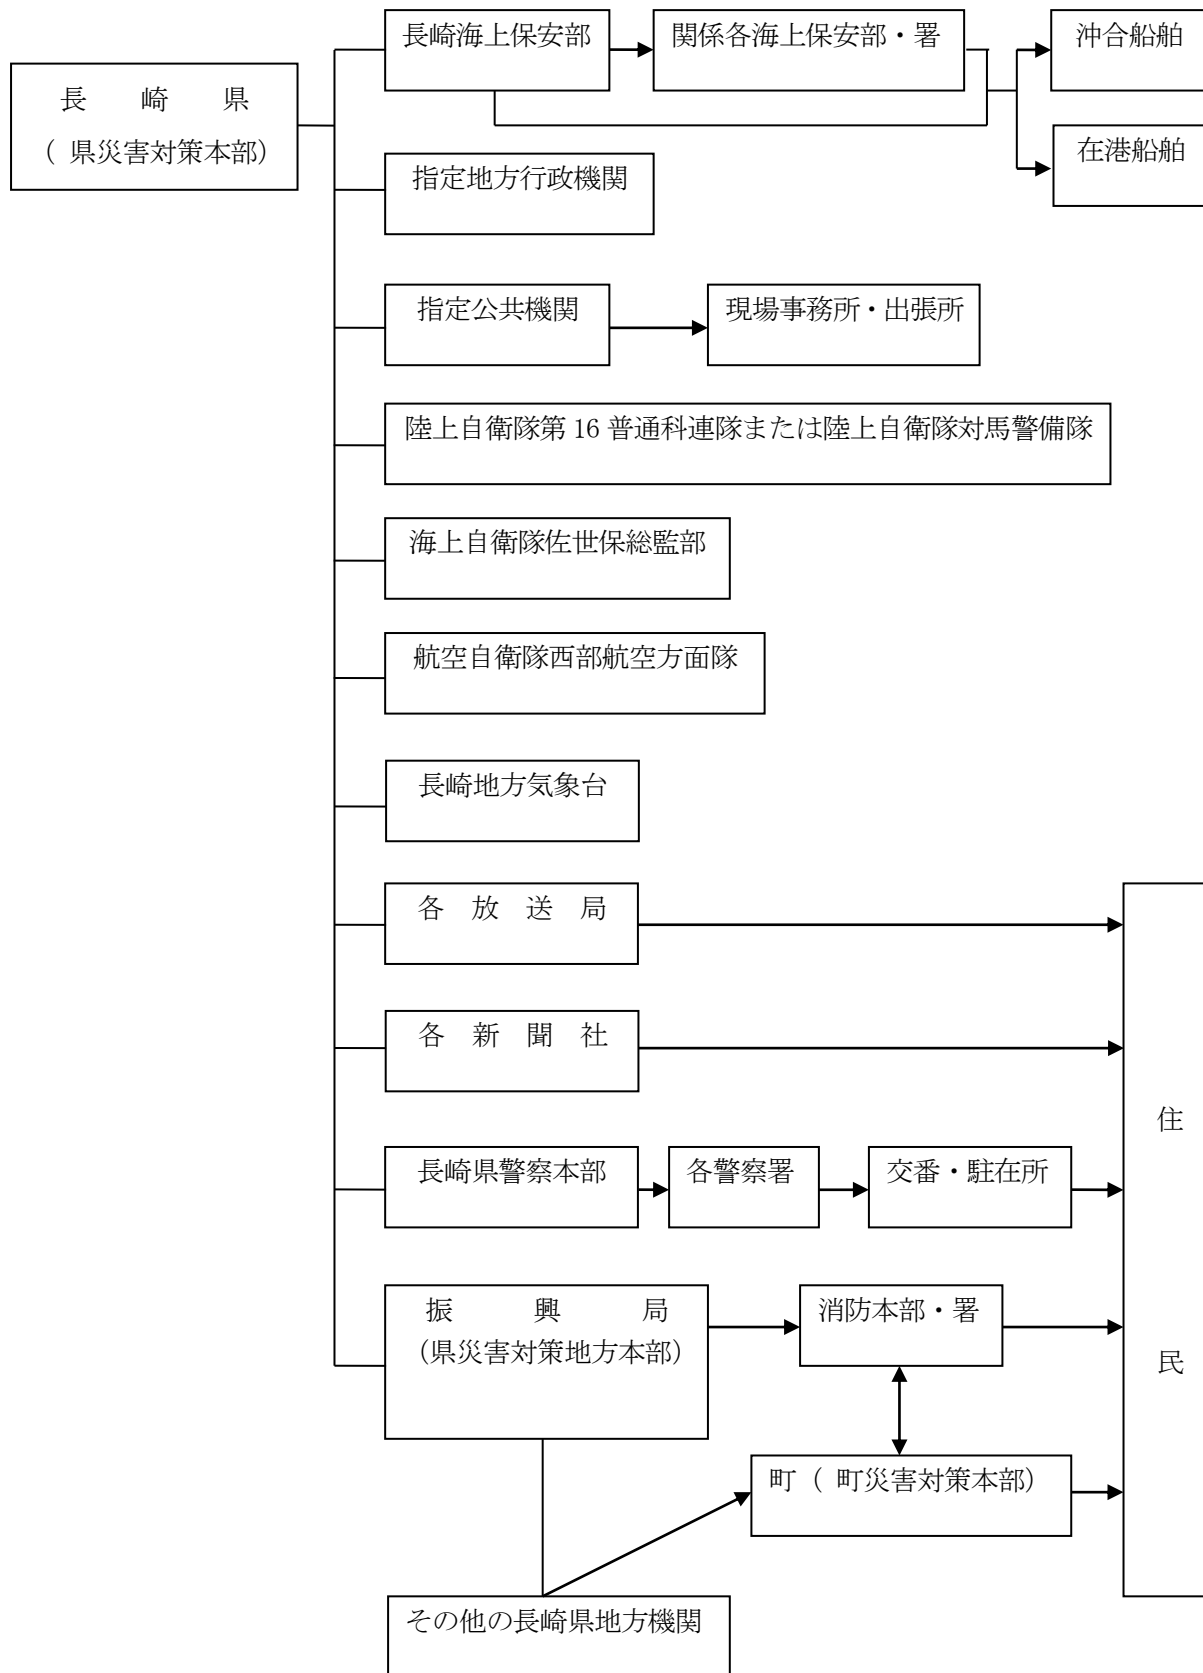 長崎海上保安部
関係各海上保安部・署
沖合船舶
長　　崎　　県
（ 県災害対策本部）
在港船舶
指定地方行政機関
指定公共機関
現場事務所・出張所
陸上自衛隊第 16 普通科連隊または陸上自衛隊対馬警備隊
海上自衛隊佐世保総監部
航空自衛隊西部航空方面隊
長崎地方気象台
各　放　送　局
各　新　聞　社
長崎県警察本部
各警察署
交番・駐在所
住
民
振　　　興　　　局
（県災害対策地方本部）
消防本部・署
町（ 町災害対策本部）
その他の長崎県地方機関